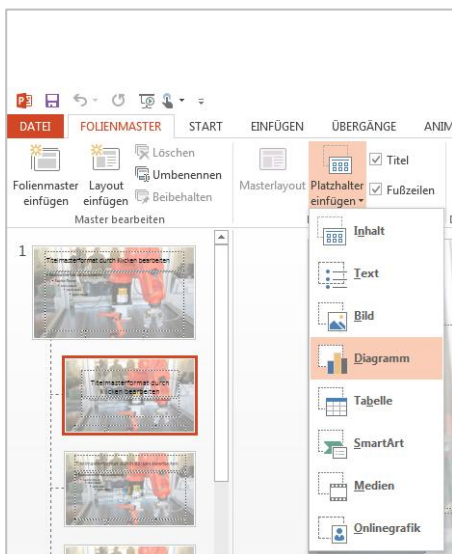 DATEI FOLIENMASTER START EINFÜGEN ÜBERGÄNGE ANIM
Folienmaster einfügen
Layout einfügen
Löschen
Umbenennen
Beibehalten
Master bearbeiten
Masterlayout
Platzhalter einfügen
Titel
Fußzeilen
1
Titelmasterformat durch Klicken bearbeiten
Titelmasterformat durch
Klicken bearbeiten
Inhalt
Text
Bild
Diagramm
Tabelle
SmartArt
Medien
Onlinegrafik